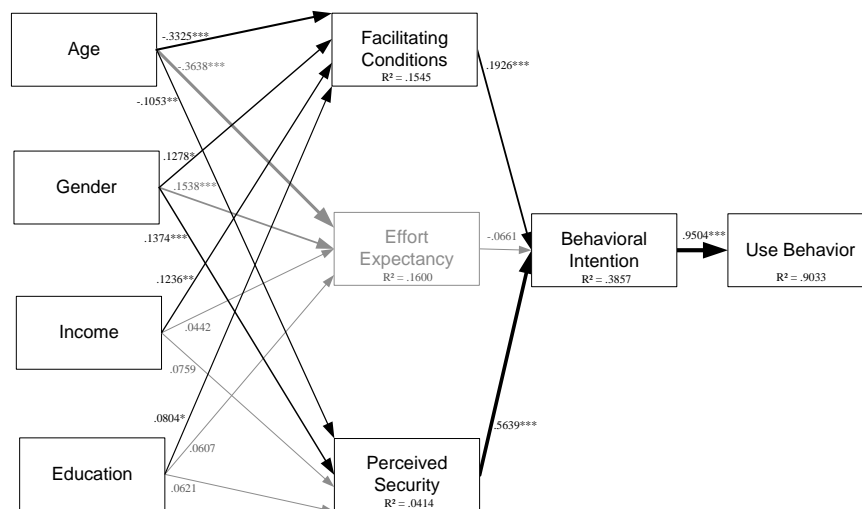 Age
Gender
Income
Education
-.3325***
-.3638***
-.1053**
.1278*
.1538***
.1374***
.1236**
.0442
.0759
.0804*
.0607
.0621
Facilitating
Conditions
R² = .1545
Effort
Expectancy
R² = .1600
Perceived
Security
R² = .0414
.1926***
-.0661
.5639***
Behavioral
Intention
R² = .3857
.9504***
Use Behavior
R² = .9033